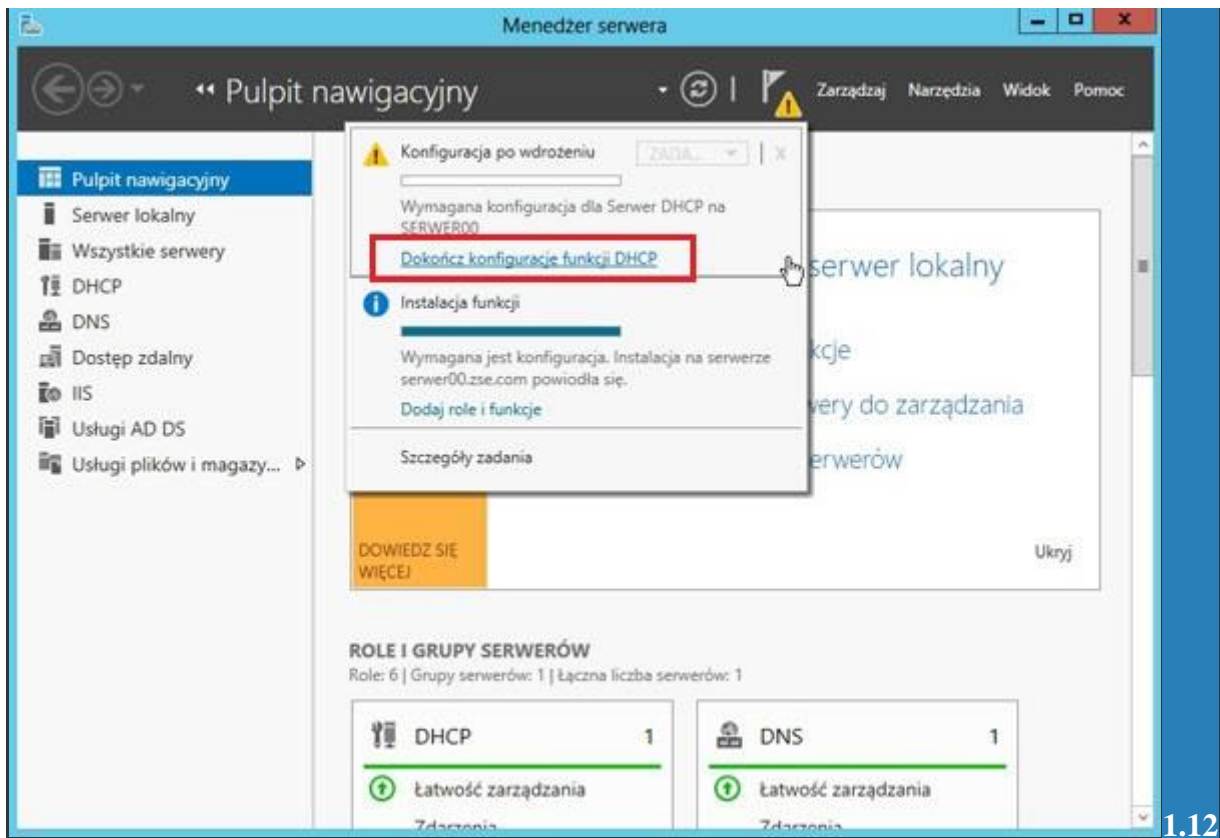 Menedżer serwera
Pulpit nawigacyjny
Zarządzaj Narzędzia Widok Pomoc
Pulpit nawigacyjny
Serwer lokalny
Wszystkie serwery
DHCP
DNS
Dostęp zdalny
IIS
Usługi AD DS
Usługi plików i magazy...
Konfiguracja po wdrożeniu
ZADA...
X
Wymagana konfiguracja dla Serwer DHCP na
SERWER00
Dokończ konfigurację funkcji DHCP
Instalacja funkcji
Wymagana jest konfiguracja. Instalacja na serwerze
serwer00.zse.com powiodła się.
Dodaj role i funkcje
Szczegóły zadania
serwer lokalny
kcje
wery do zarządzania
erwerów
DOWIEDZ SIĘ
WIĘCEJ
Ukryj
ROLE I GRUPY SERWERÓW
Role: 6 | Grupy serwerów: 1 | Łączna liczba serwerów: 1
DHCP 1
Łatwość zarządzania
Zdarzenia
DNS 1
Łatwość zarządzania
Zdarzenia
1.12